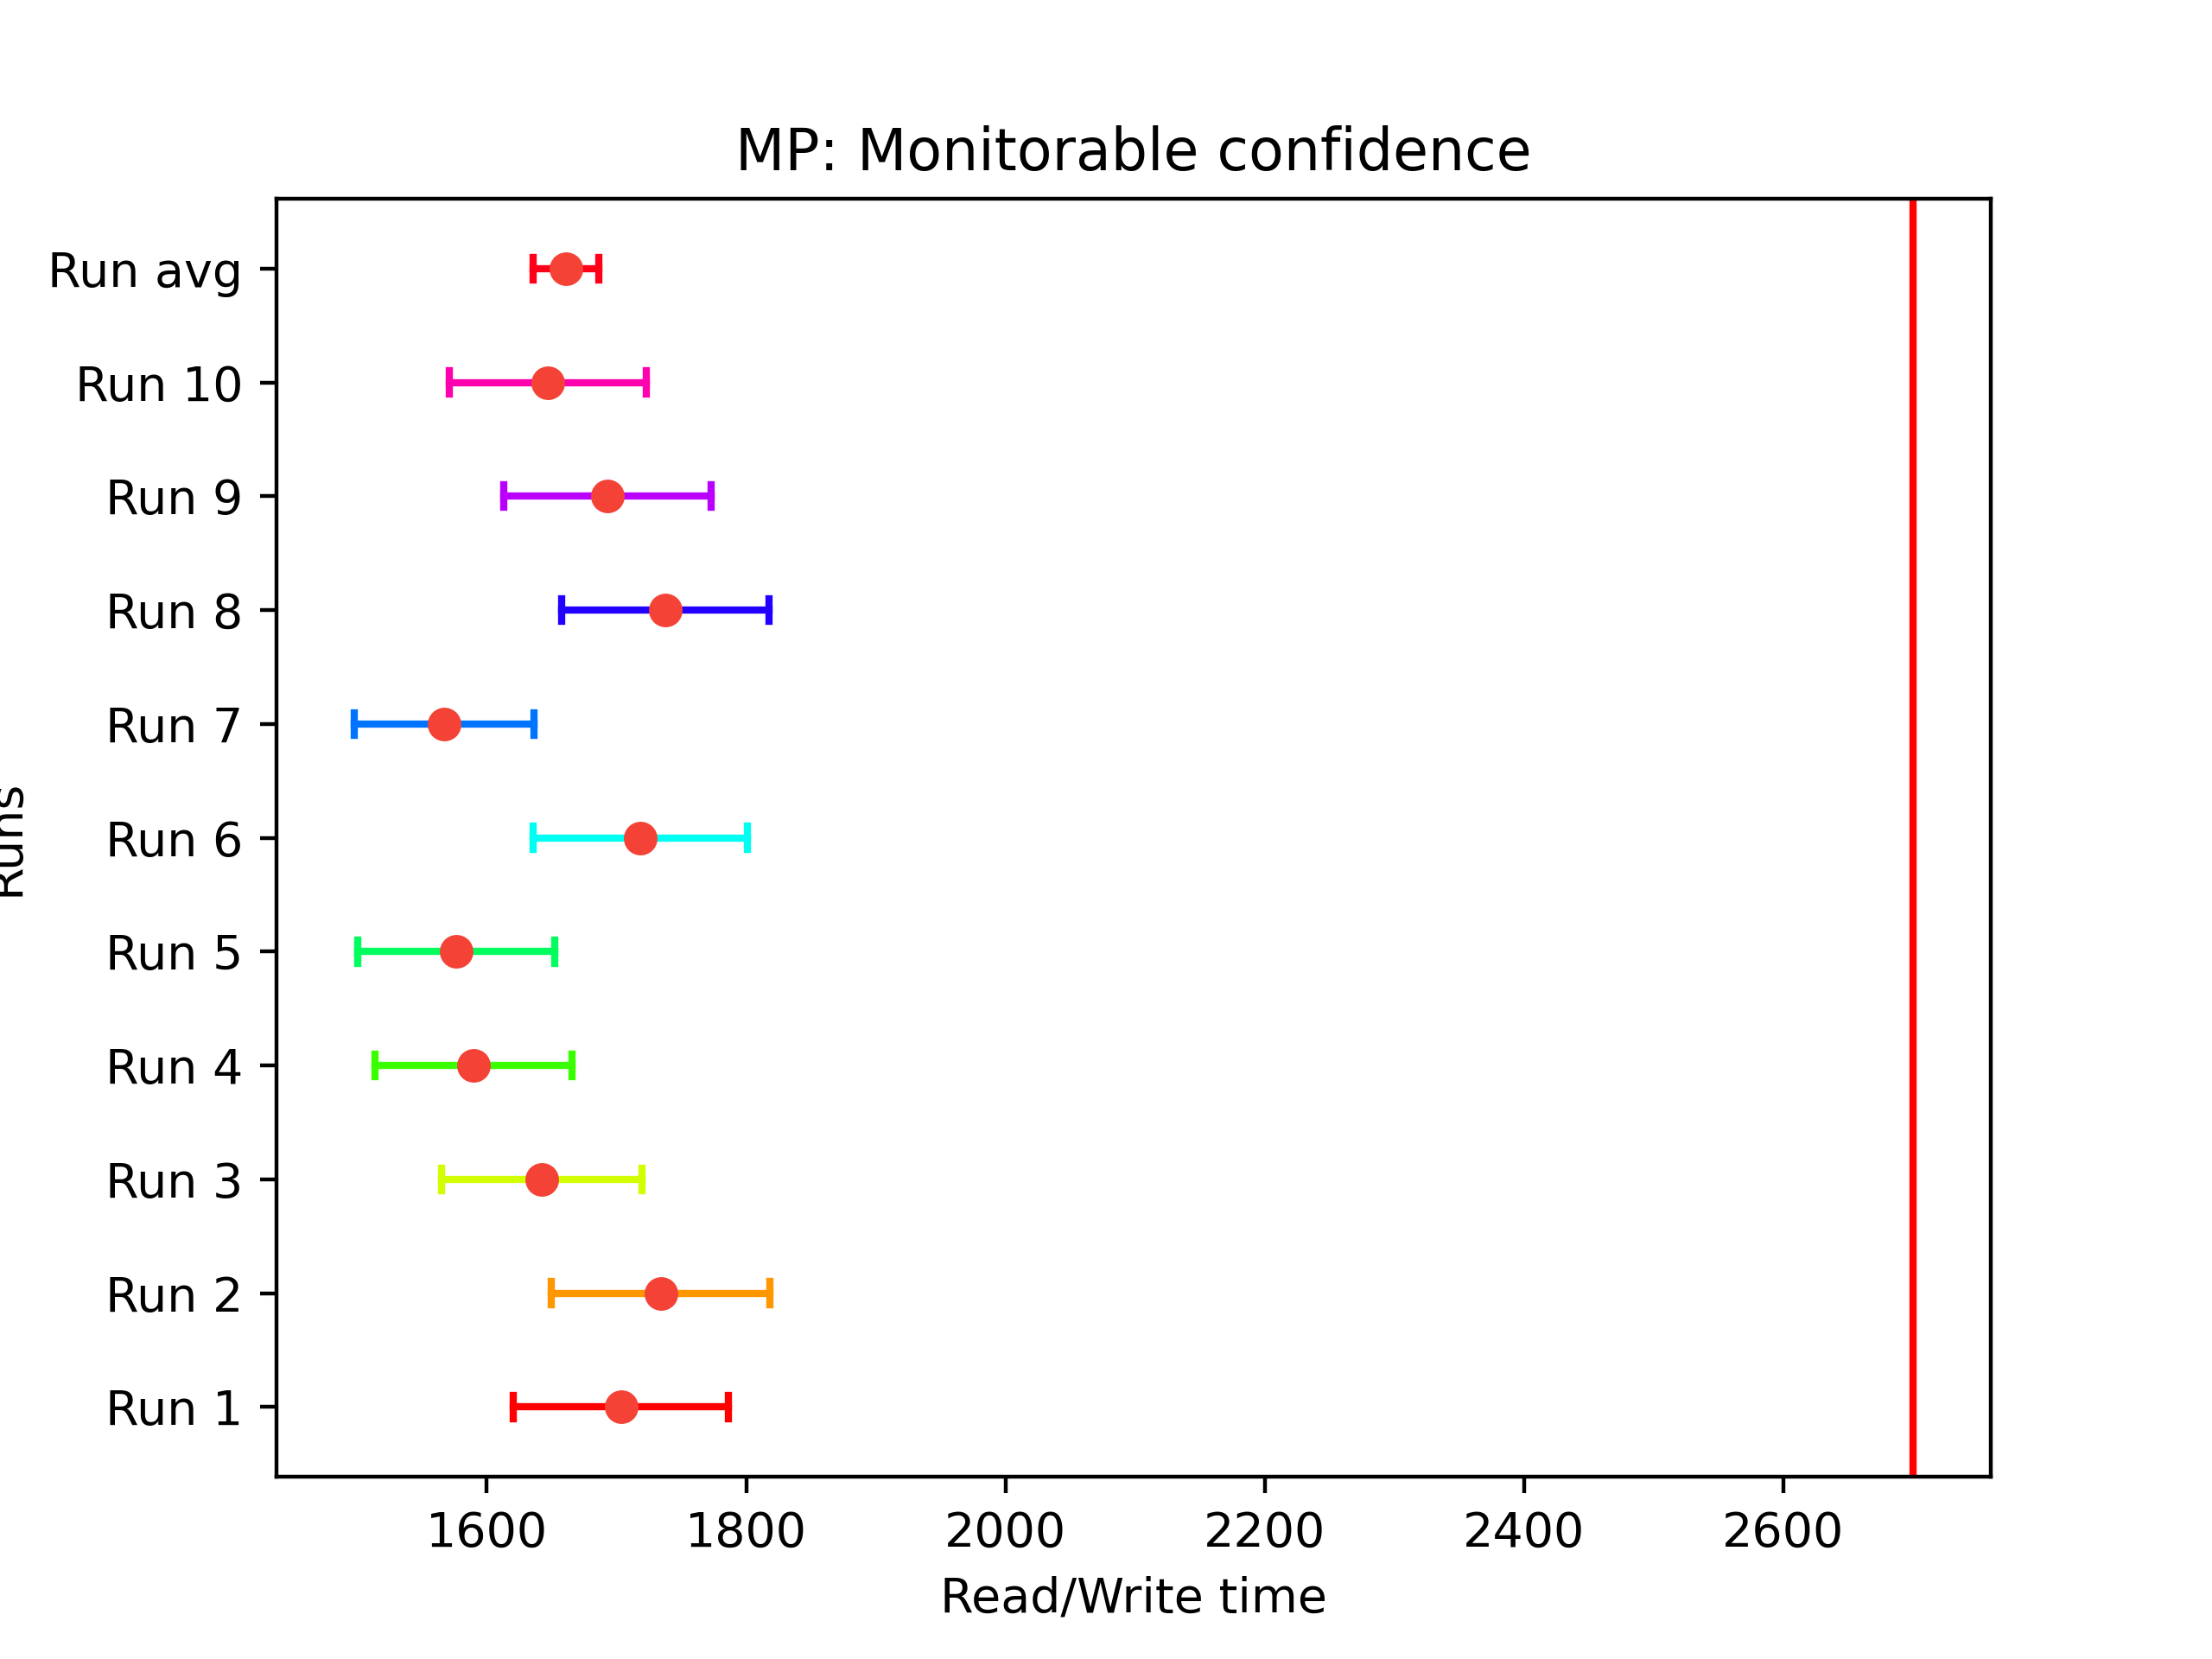 MP: Monitorable confidence
Run avg
Run 10
Run 9
Run 8
Run 7
Run 6
Run 5
Run 4
Run 3
Run 2
Run 1
Runs
1600 1800 2000 2200 2400 2600
Read/Write time